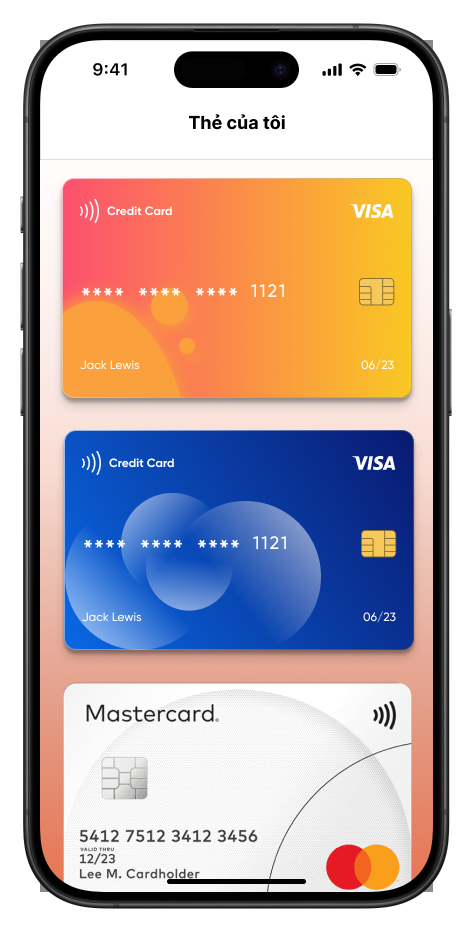 9:41
Thẻ của tôi
Credit Card VISA
**** **** **** 1121
Jack Lewis 06/23
Credit Card VISA
**** **** **** 1121
Jack Lewis 06/23
Mastercard.
5412 7512 3412 3456
VALID THRU
12/23
Lee M. Cardholder